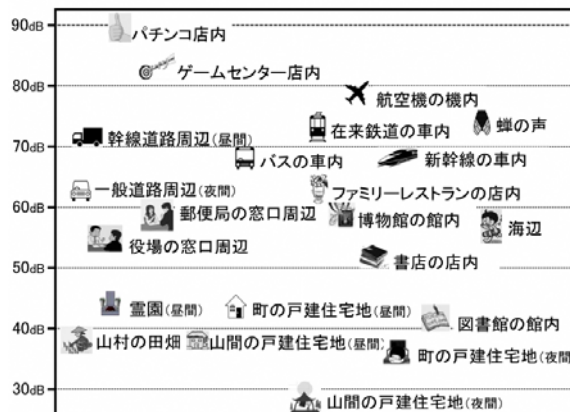 90dB
パチンコ店内
ゲームセンター店内
80dB
航空機の機内
在来鉄道の車内
蝉の声
70dB
幹線道路周辺(昼間)
バスの車内
新幹線の車内
一般道路周辺(夜間)
ファミリーレストランの店内
60dB
郵便局の窓口周辺
博物館の館内
海辺
役場の窓口周辺
50dB
書店の店内
霊園(昼間)
町の戸建住宅地(昼間)
図書館の館内
40dB
山村の田畑
山間の戸建住宅地(昼間)
町の戸建住宅地(夜間
30dB
山間の戸建住宅地(夜間)